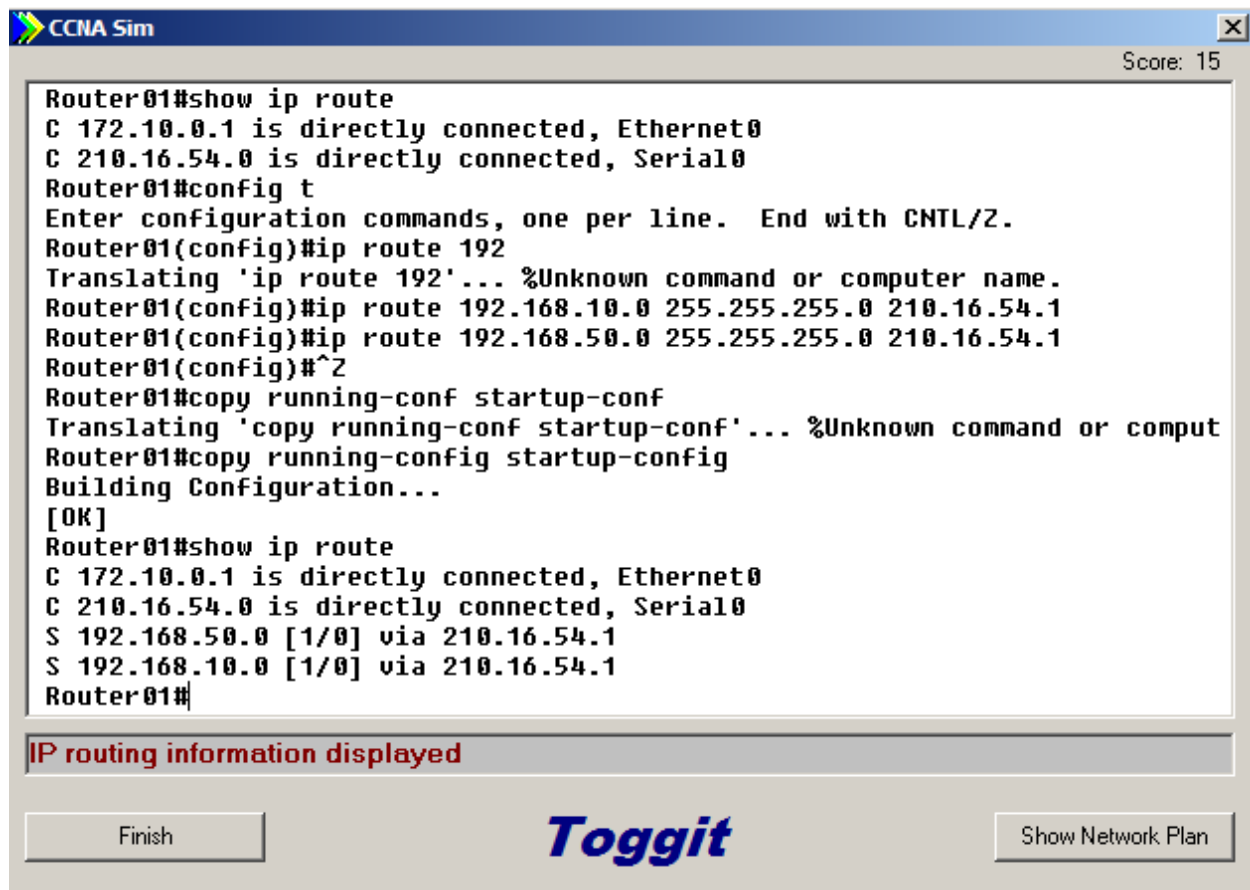 CCNA Sim
Score: 15
Router01#show ip route
C 172.10.0.1 is directly connected, Ethernet0
C 210.16.54.0 is directly connected, Serial0
Router01#config t
Enter configuration commands, one per line.  End with CNTL/Z.
Router01(config)#ip route 192
Translating 'ip route 192'... %Unknown command or computer name.
Router01(config)#ip route 192.168.10.0 255.255.255.0 210.16.54.1
Router01(config)#ip route 192.168.50.0 255.255.255.0 210.16.54.1
Router01(config)#^Z
Router01#copy running-conf startup-conf
Translating 'copy running-conf startup-conf'... %Unknown command or comput
Router01#copy running-config startup-config
Building Configuration...
[OK]
Router01#show ip route
C 172.10.0.1 is directly connected, Ethernet0
C 210.16.54.0 is directly connected, Serial0
S 192.168.50.0 [1/0] via 210.16.54.1
S 192.168.10.0 [1/0] via 210.16.54.1
Router01#
IP routing information displayed
Finish
Toggit
Show Network Plan